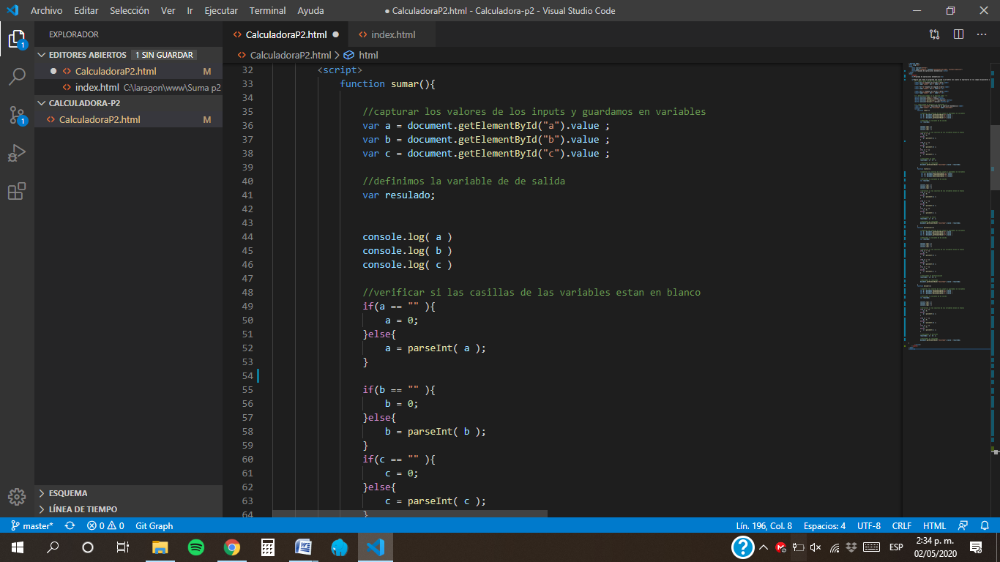 Archivo Editar Selección Ver Ir Ejecutar Terminal Ayuda
● CalculadoraP2.html - Calculadora-p2 - Visual Studio Code
EXPLORADOR
EDITORES ABIERTOS 1 SIN GUARDAR
CalculadoraP2.html M
index.html C:\laragon\www\Suma p2
CALCULADORA-P2
CalculadoraP2.html M
ESQUEMA
LÍNEA DE TIEMPO
1
1
CalculadoraP2.html ●
index.html
CalculadoraP2.html > html
32 <script>
33 function sumar(){
34
35 //capturar los valores de los inputs y guardamos en variables
36 var a = document.getElementById("a").value ;
37 var b = document.getElementById("b").value ;
38 var c = document.getElementById("c").value ;
39
40 //definimos la variable de de salida
41 var resulado;
42
43
44 console.log( a )
45 console.log( b )
46 console.log( c )
47
48 //verificar si las casillas de las variables estan en blanco
49 if(a == "" ){
50 a = 0;
51 }else{
52 a = parseInt( a );
53 }
54
55 if(b == "" ){
56 b = 0;
57 }else{
58 b = parseInt( b );
59 }
60 if(c == "" ){
61 c = 0;
62 }else{
63 c = parseInt( c );
64 }
master* 0 0 Git Graph
Lín. 196, Col. 8 Espacios: 4 UTF-8 CRLF HTML
ESP
2:34 p. m.
02/05/2020